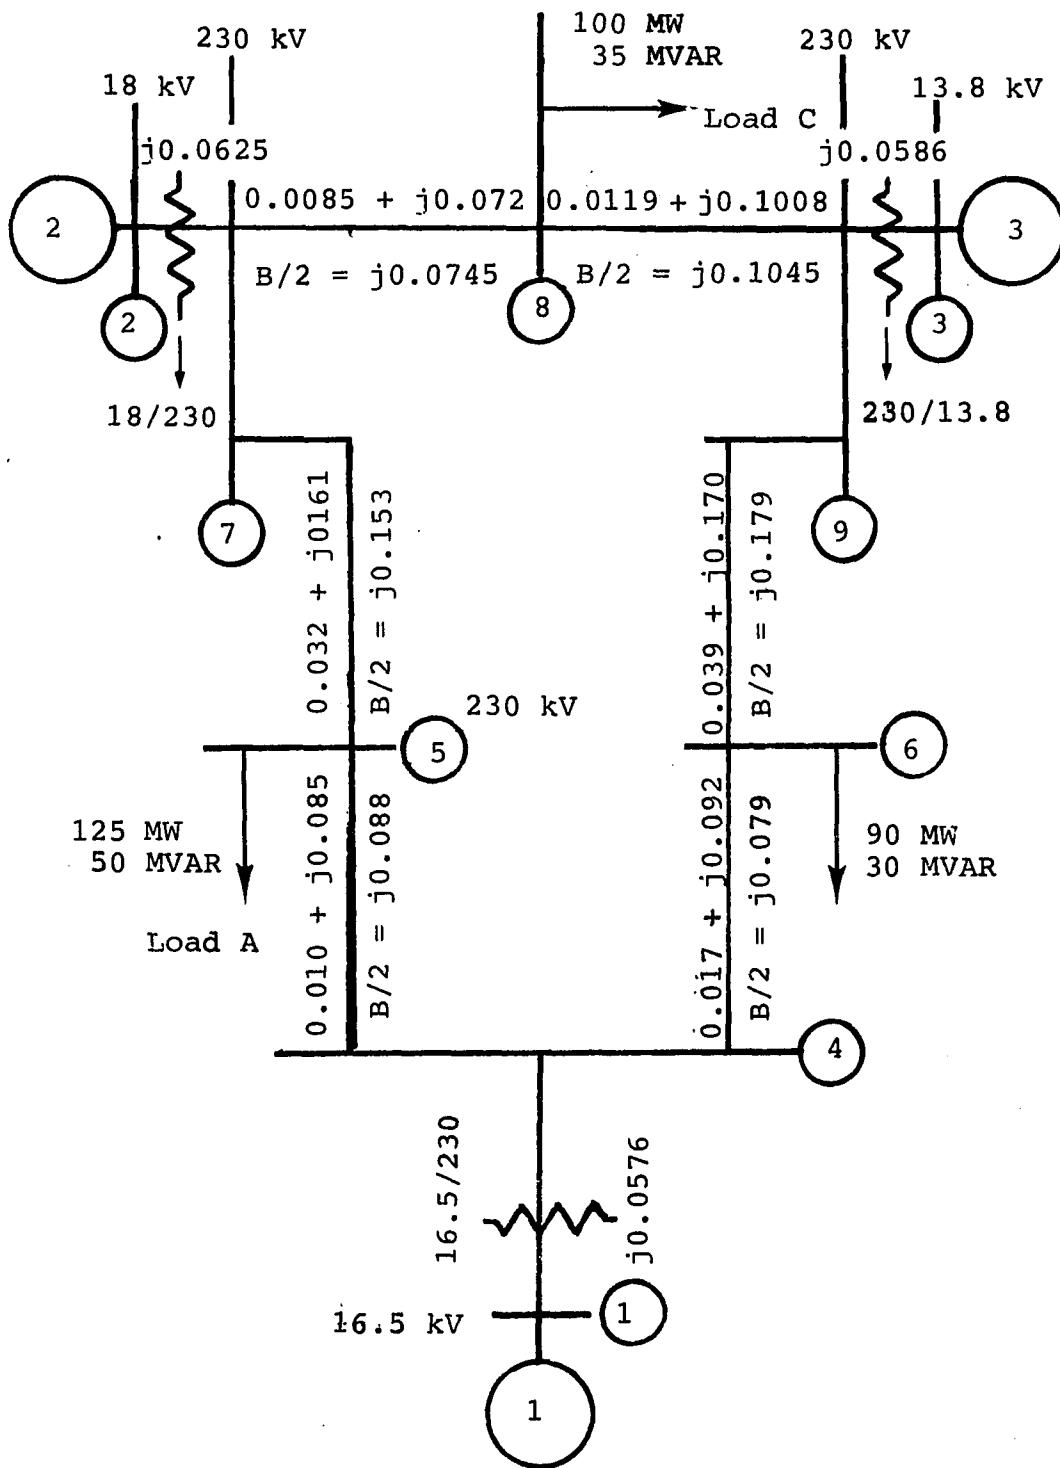 100 MW
35 MVAR
230 kV
230 kV
18 kV
13.8 kV
Load C
j0.0625
j0.0586
0.0085 + j0.072
0.0119 + j0.1008
2
3
B/2 = j0.0745
B/2 = j0.1045
2
8
3
18/230
230/13.8
7
9
0.032 + j0161
B/2 = j0.153
0.039 + j0.170
B/2 = j0.179
230 kV
5
6
125 MW
50 MVAR
Load A
0.010 + j0.085
B/2 = j0.088
0.017 + j0.092
B/2 = j0.079
90 MW
30 MVAR
4
16.5/230
j0.0576
16.5 kV
1
1